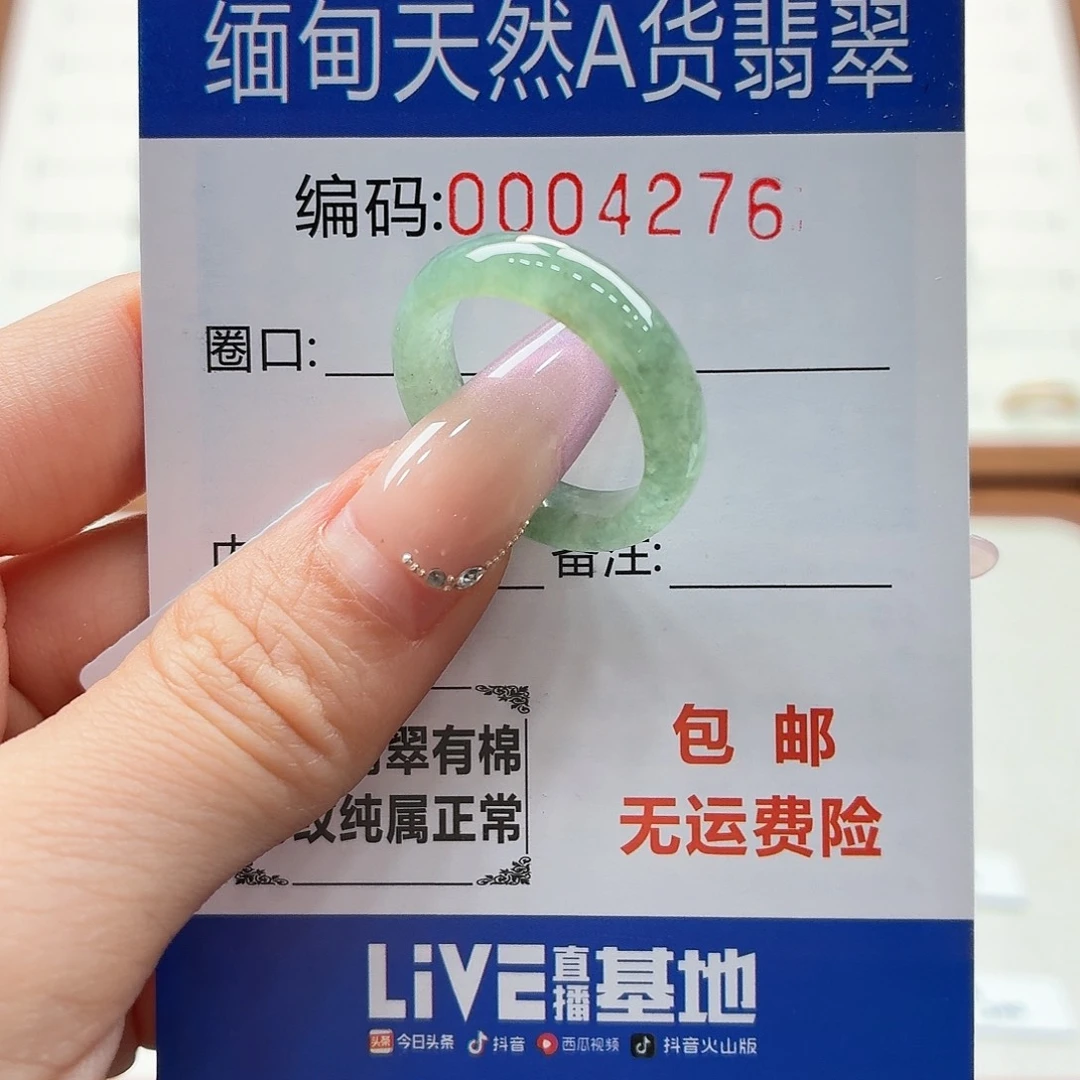 缅甸天然A货翡翠
编码:0004276
圈口:
备注:
翠有棉
纹纯属正常
包 邮
无运费险
LiVE直播基地
头条 今日头条 抖音 西瓜视频 抖音火山版